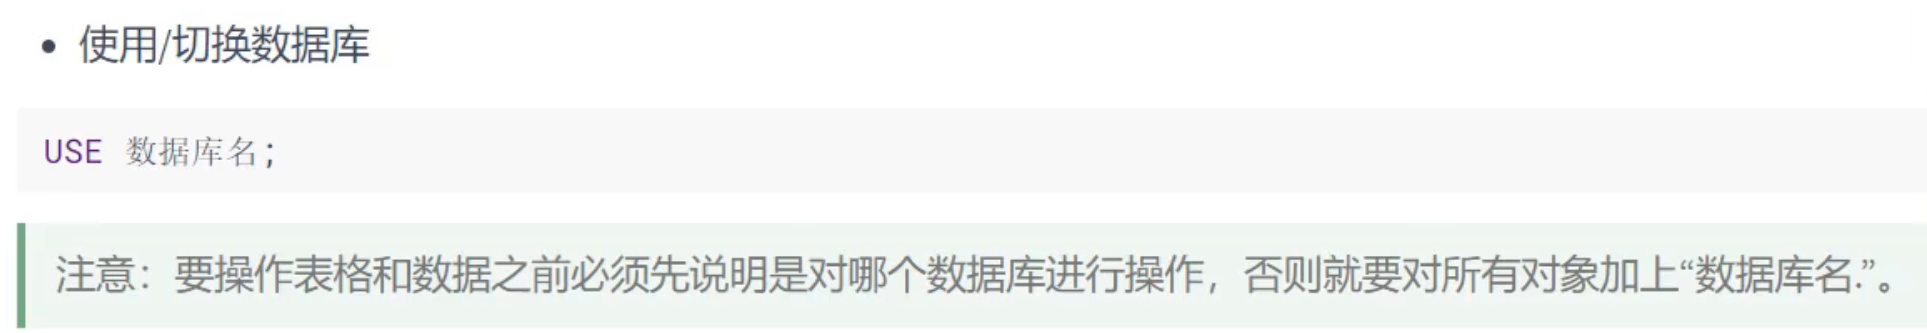 • 使用/切换数据库
USE 数据库名;
注意：要操作表格和数据之前必须先说明是对哪个数据库进行操作，否则就要对所有对象加上“数据库名.”。